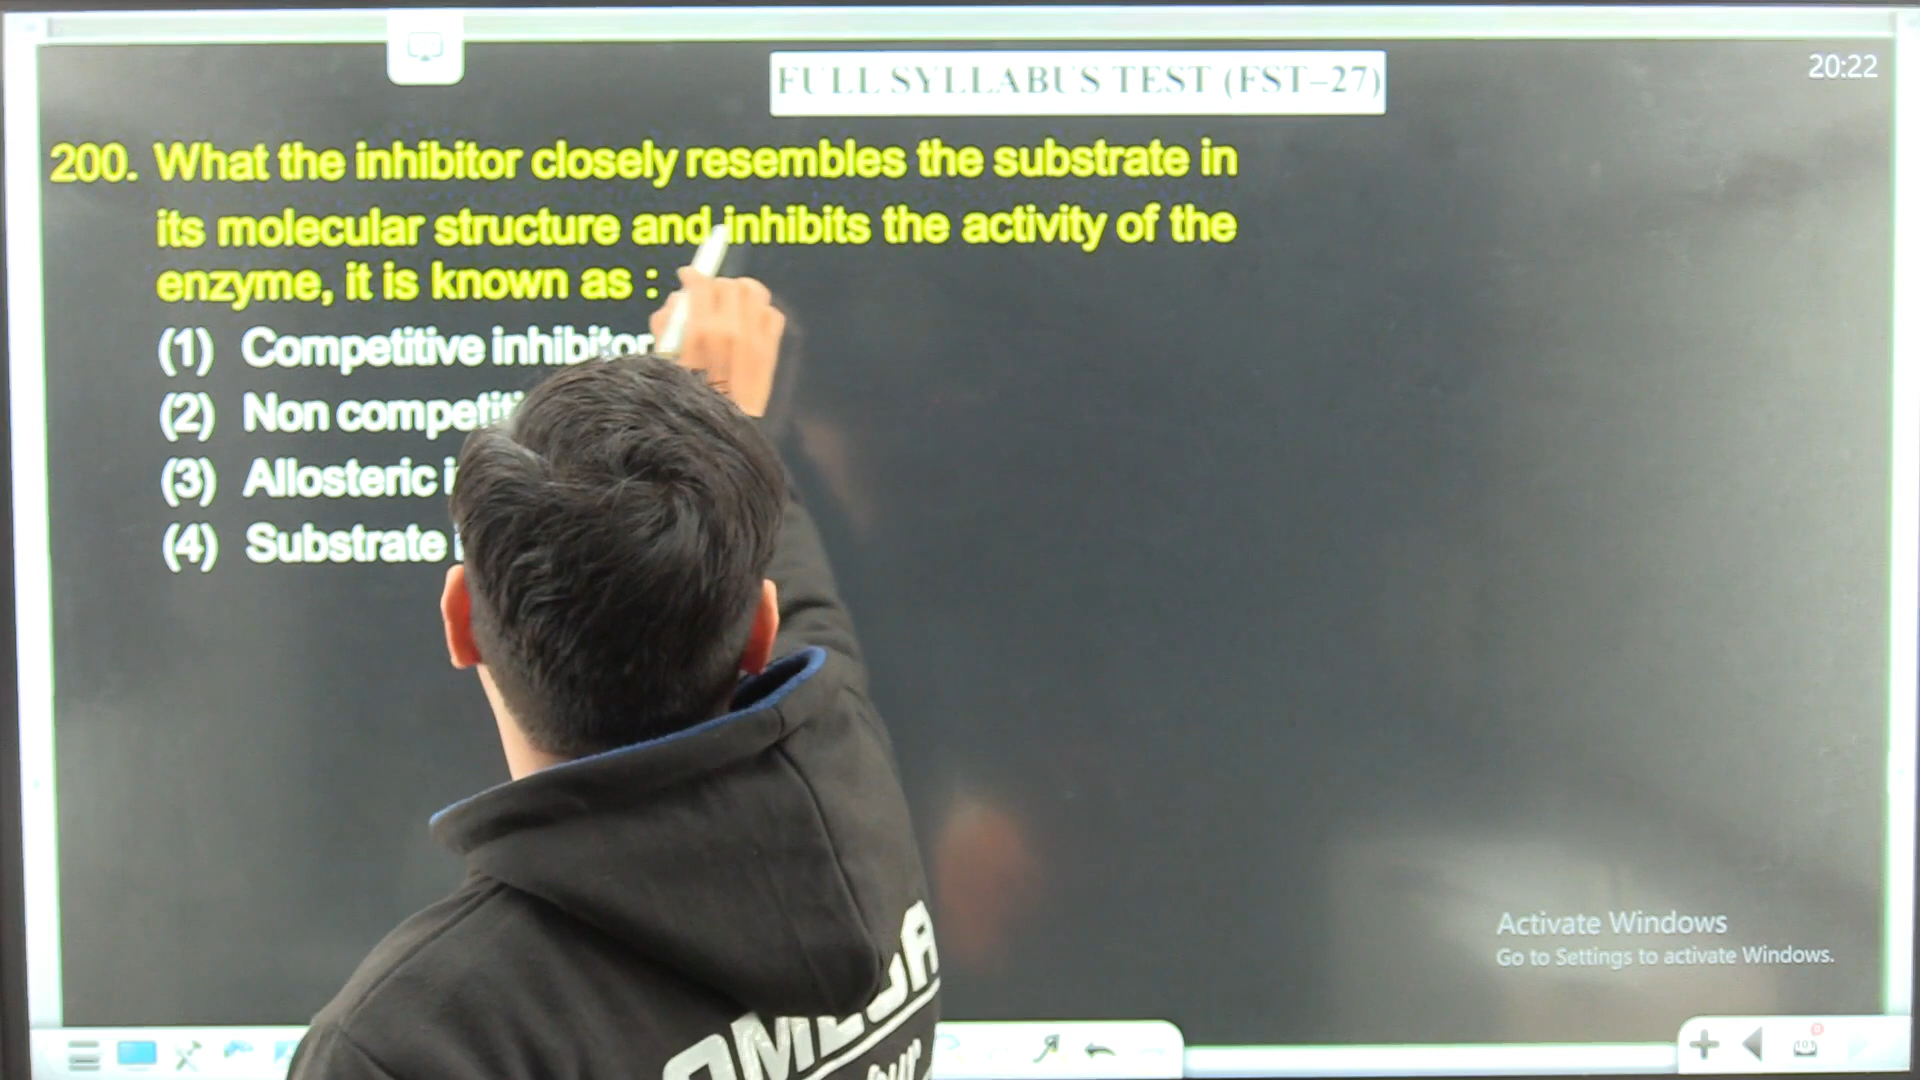 FULL SYLLABUS TEST (FST–27)
20:22
200. What the inhibitor closely resembles the substrate in
its molecular structure and inhibits the activity of the
enzyme, it is known as :
(1) Competitive inhibitor
(2) Non
(3) Allosteric
(4) Substrate
Activate Windows
Go to Settings to activate Windows.